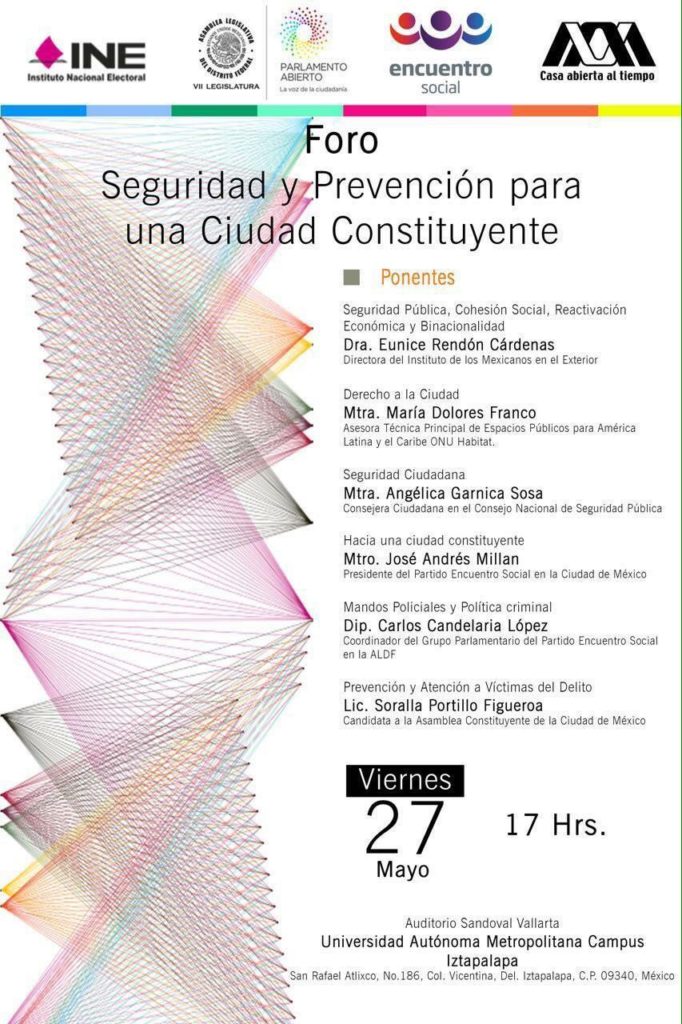 INE
Instituto Nacional Electoral
ASAMBLEA LEGISLATIVA
DEL DISTRITO FEDERAL
VII LEGISLATURA
PARLAMENTO
ABIERTO
La voz de la ciudadanía
encuentro
social
Casa abierta al tiempo
Foro
Seguridad y Prevención para
una Ciudad Constituyente
Ponentes
Seguridad Pública, Cohesión Social, Reactivación
Económica y Binacionalidad
Dra. Eunice Rendón Cárdenas
Directora del Instituto de los Mexicanos en el Exterior
Derecho a la Ciudad
Mtra. María Dolores Franco
Asesora Técnica Principal de Espacios Públicos para América
Latina y el Caribe ONU Habitat.
Seguridad Ciudadana
Mtra. Angélica Garnica Sosa
Consejera Ciudadana en el Consejo Nacional de Seguridad Pública
Hacia una ciudad constituyente
Mtro. José Andrés Millan
Presidente del Partido Encuentro Social en la Ciudad de México
Mandos Policiales y Política criminal
Dip. Carlos Candelaria López
Coordinador del Grupo Parlamentario del Partido Encuentro Social
en la ALDF
Prevención y Atención a Víctimas del Delito
Lic. Soralla Portillo Figueroa
Candidata a la Asamblea Constituyente de la Ciudad de México
Viernes
27
Mayo
17 Hrs.
Auditorio Sandoval Vallarta
Universidad Autónoma Metropolitana Campus
Iztapalapa
San Rafael Atlixco, No.186, Col. Vicentina, Del. Iztapalapa, C.P. 09340, México